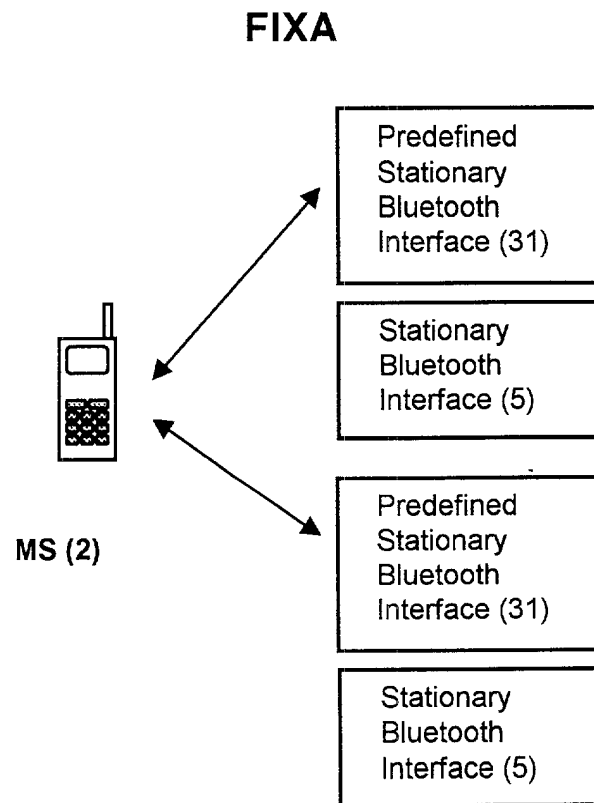 FIXA
Predefined
Stationary
Bluetooth
Interface (31)
Stationary
Bluetooth
Interface (5)
MS (2)
Predefined
Stationary
Bluetooth
Interface (31)
Stationary
Bluetooth
Interface (5)